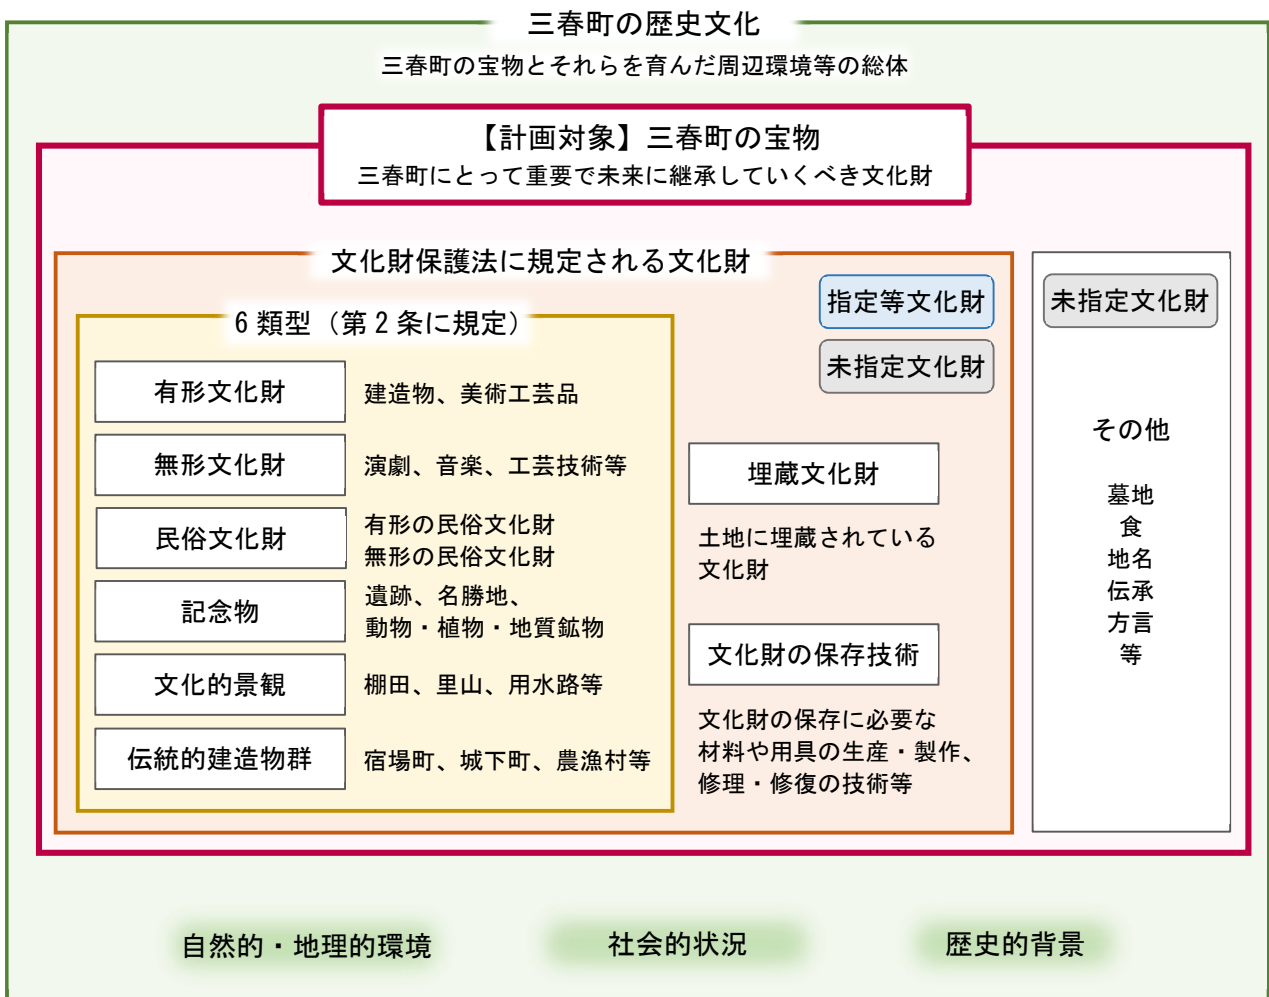 三春町の歴史文化
三春町の宝物とそれらを育んだ周辺環境等の総体
【計画対象】三春町の宝物
三春町にとって重要で未来に継承していくべき文化財
文化財保護法に規定される文化財
指定等文化財
未指定文化財
6類型（第2条に規定）
有形文化財
建造物、美術工芸品
無形文化財
演劇、音楽、工芸技術等
民俗文化財
有形の民俗文化財
無形の民俗文化財
記念物
遺跡、名勝地、
動物・植物・地質鉱物
文化的景観
棚田、里山、用水路等
伝統的建造物群
宿場町、城下町、農漁村等
埋蔵文化財
土地に埋蔵されている
文化財
文化財の保存技術
文化財の保存に必要な
材料や用具の生産・製作、
修理・修復の技術等
未指定文化財
その他
墓地
食
地名
伝承
方言
等
自然的・地理的環境
社会的状況
歴史的背景